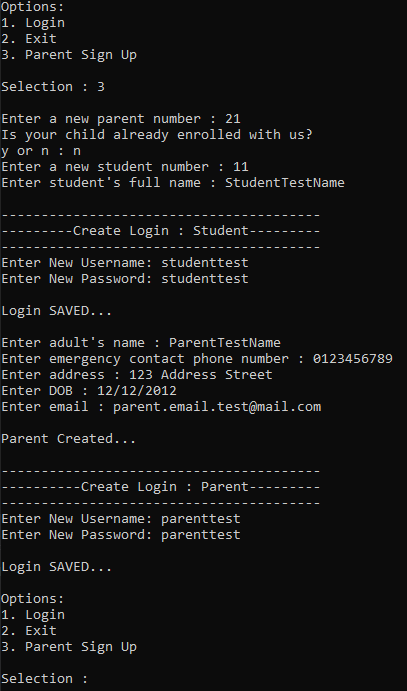 Options:
1. Login
2. Exit
3. Parent Sign Up
Selection : 3
Enter a new parent number : 21
Is your child already enrolled with us?
y or n : n
Enter a new student number : 11
Enter student's full name : StudentTestName
----------------------------------------
---------Create Login : Student---------
----------------------------------------
Enter New Username: studenttest
Enter New Password: studenttest
Login SAVED...
Enter adult's name : ParentTestName
Enter emergency contact phone number : 0123456789
Enter address : 123 Address Street
Enter DOB : 12/12/2012
Enter email : parent.email.test@mail.com
Parent Created...
----------------------------------------
----------Create Login : Parent---------
----------------------------------------
Enter New Username: parenttest
Enter New Password: parenttest
Login SAVED...
Options:
1. Login
2. Exit
3. Parent Sign Up
Selection :